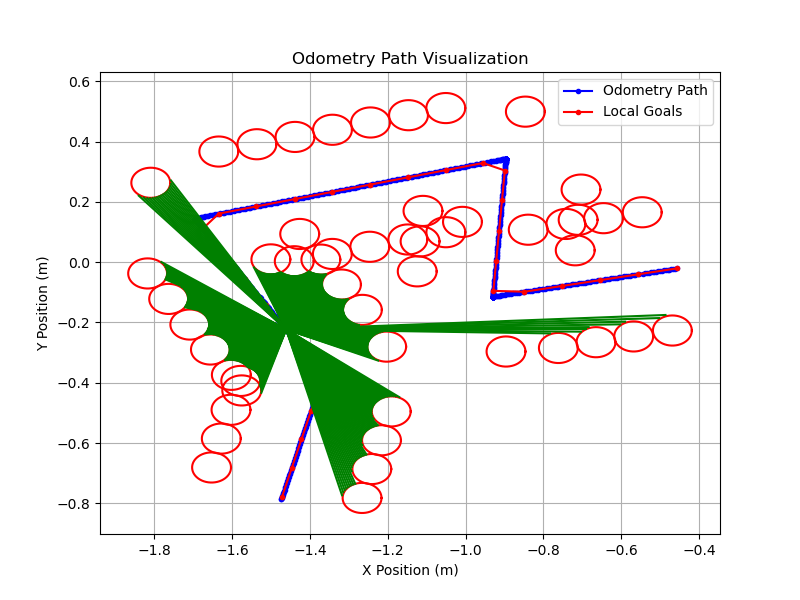 Odometry Path Visualization
Odometry Path
Local Goals
Y Position (m)
0.6
0.4
0.2
0.0
−0.2
−0.4
−0.6
−0.8
−1.8 −1.6 −1.4 −1.2 −1.0 −0.8 −0.6 −0.4
X Position (m)